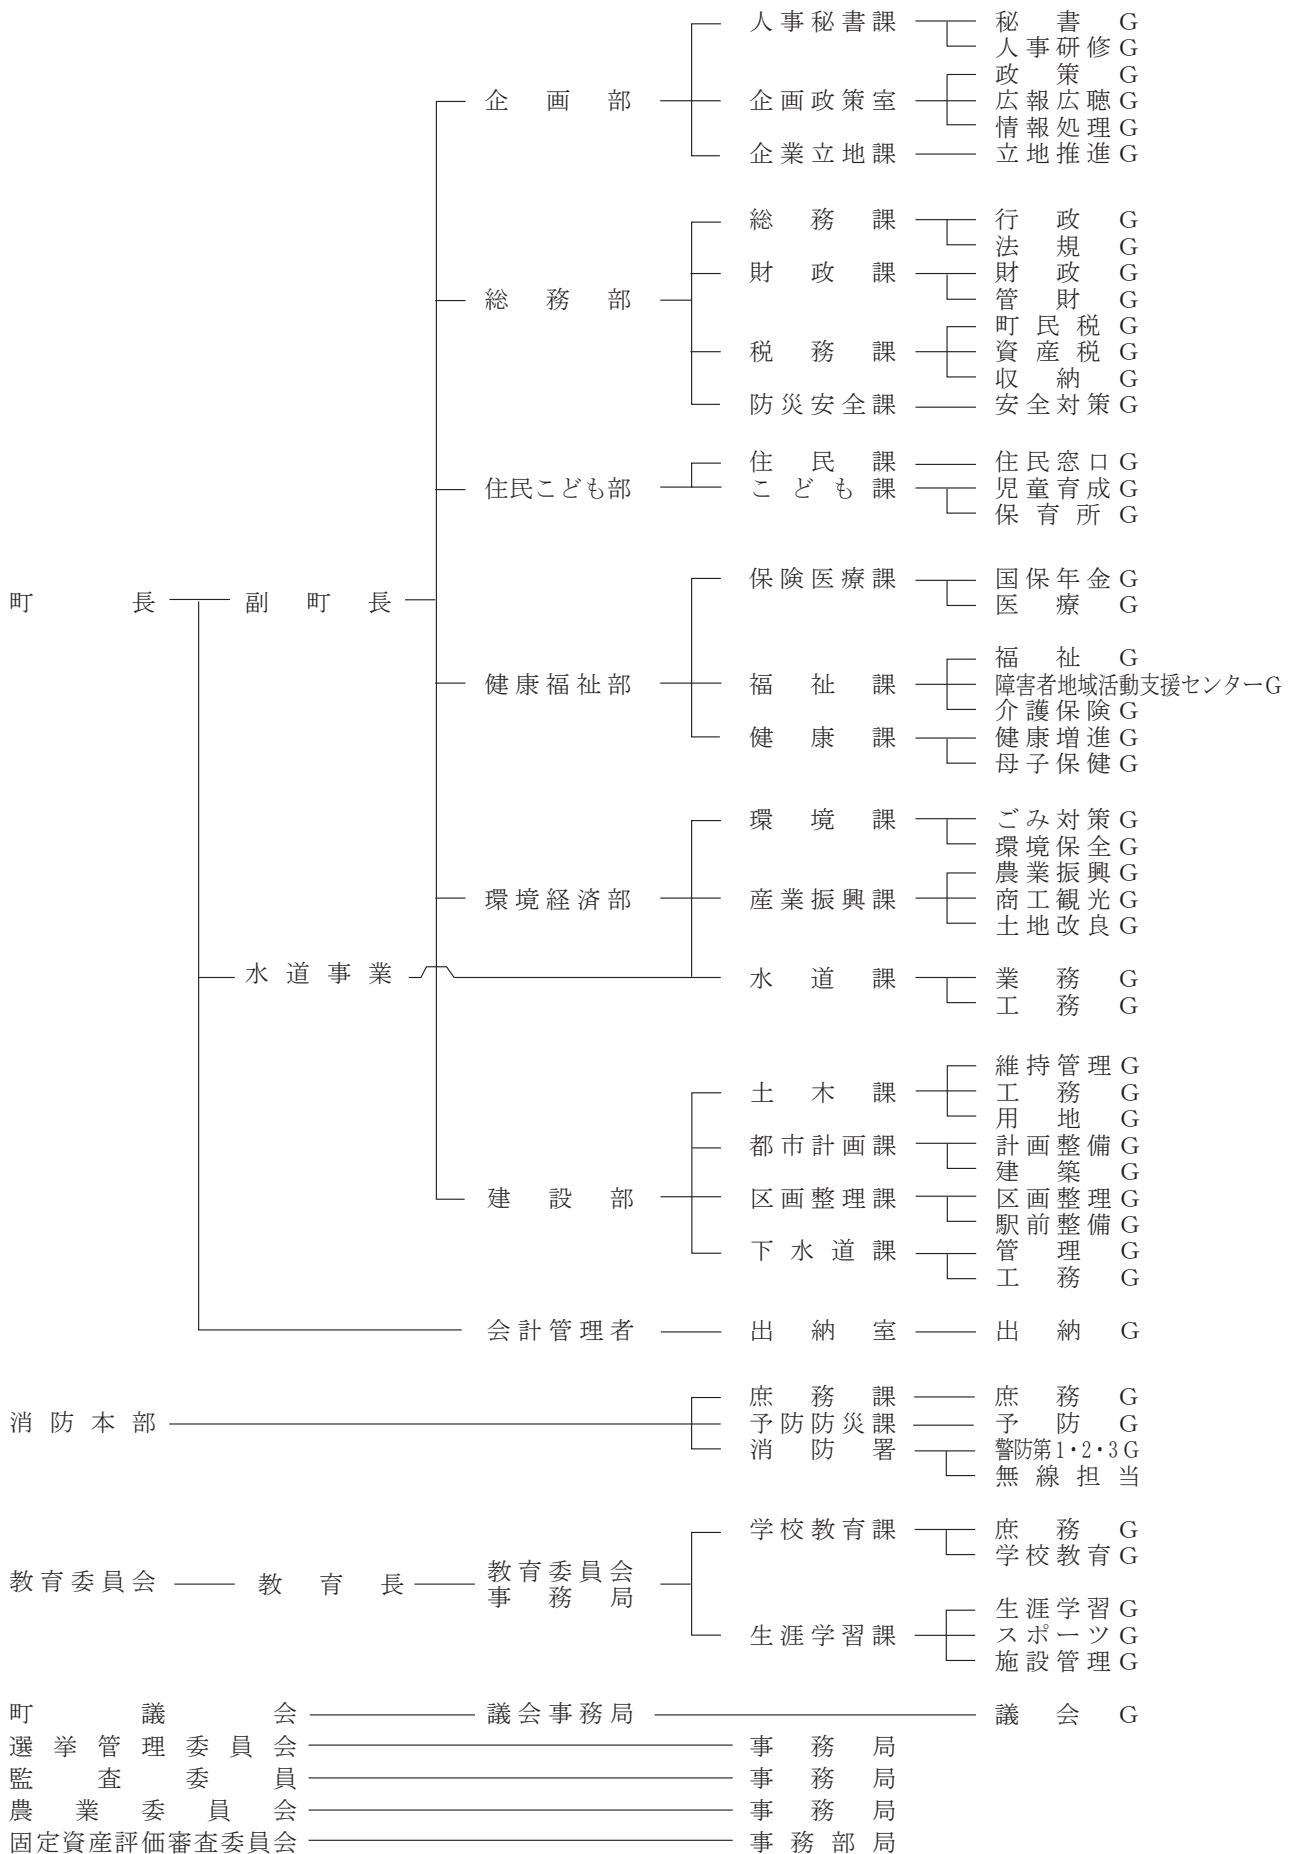 人事秘書課 秘書G
人事研修G
政策G
企画部 企画政策室 広報広聴G
情報処理G
企業立地課 立地推進G
総務課 行政G
法規G
財政課 財政G
総務部 管財G
町民税G
税務課 資産税G
収納G
防災安全課 安全対策G
住民課 住民窓口G
住民こども部 こども課 児童育成G
保育所G
保険医療課 国保年金G
町長 副町長 医療G
福祉G
健康福祉部 福祉課 障害者地域活動支援センターG
介護保険G
健康課 健康増進G
母子保健G
環境課 ごみ対策G
環境保全G
農業振興G
環境経済部 産業振興課 商工観光G
土地改良G
水道事業 水道課 業務G
工務G
維持管理G
土木課 工務G
用地G
都市計画課 計画整備G
建築G
建設部 区画整理課 区画整理G
駅前整備G
下水道課 管理G
工務G
会計管理者 出納室 出納G
庶務課 庶務G
消防本部 予防防災課 予防G
消防署 警防第1・2・3G
無線担当
学校教育課 庶務G
学校教育G
教育委員会 教育長 教育委員会
事務局
生涯学習G
生涯学習課 スポーツG
施設管理G
町議会 議会事務局 議会G
選挙管理委員会 事務局
監査委員 事務局
農業委員会 事務局
固定資産評価審査委員会 事務部局